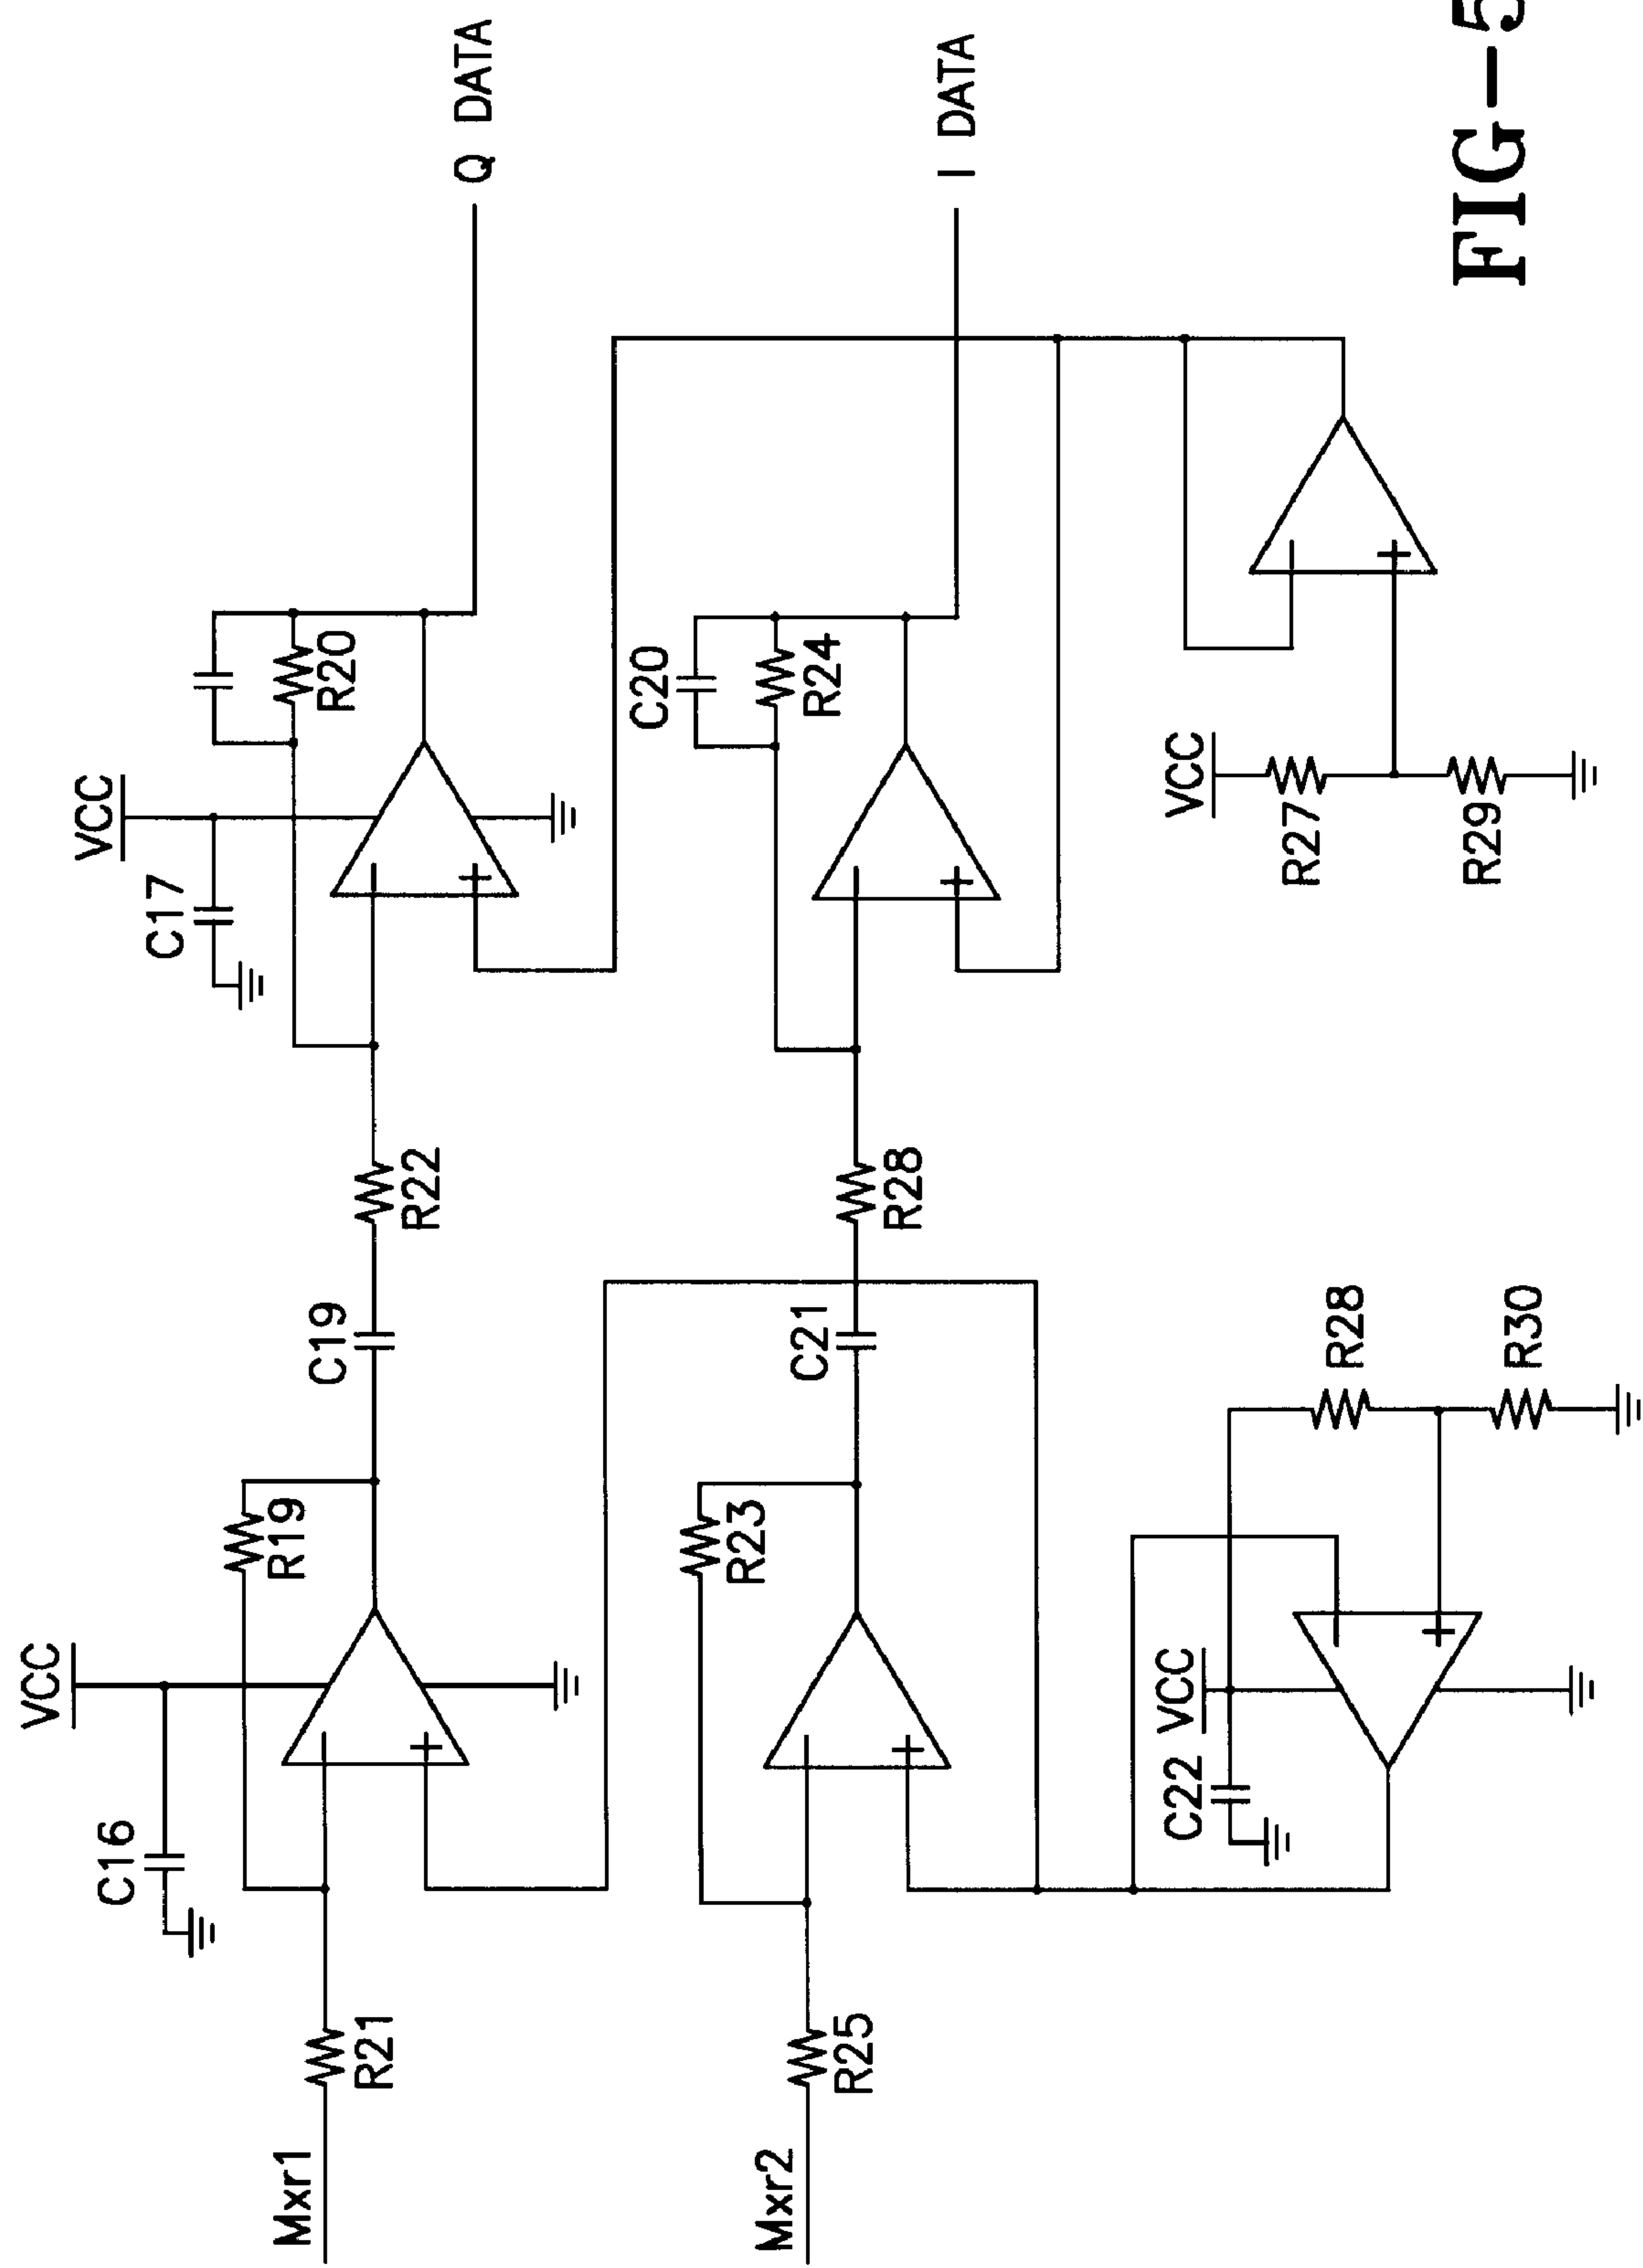 VCC
C16
R19
R21
Mxr1
C19
R22
VCC
C17
R20
Q DATA
Mxr2
R25
R23
C21
R28
C20
R24
I DATA
VCC
C22
R28
R30
VCC
R27
R29
FIG-5